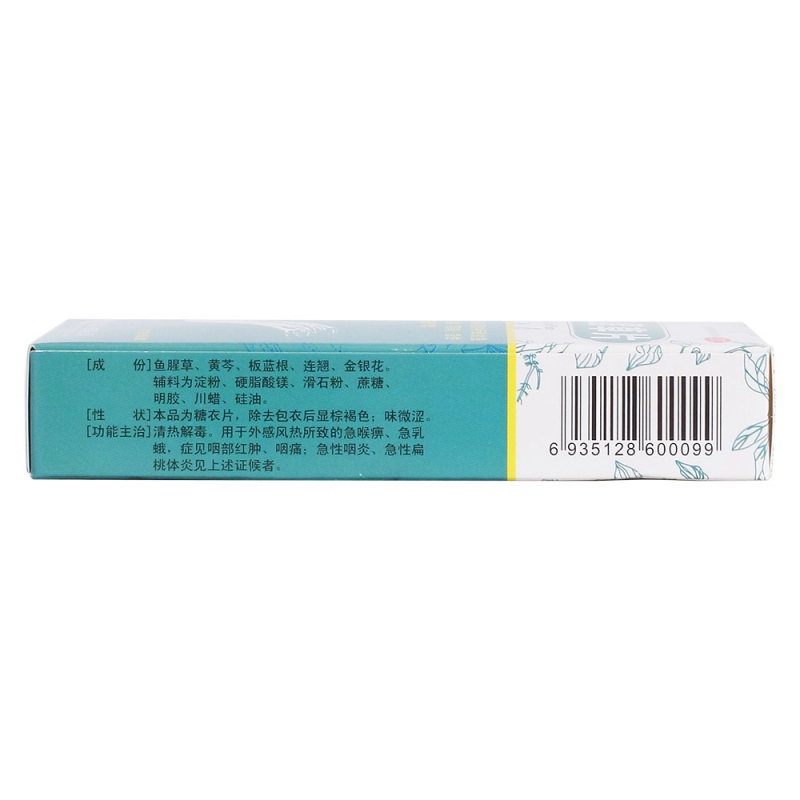 [成 份]鱼腥草、黄芩、板蓝根、连翘、金银花。
辅料为淀粉、硬脂酸镁、滑石粉、蔗糖、
明胶、川蜡、硅油。
[性 状]本品为糖衣片，除去包衣后显棕褐色；味微涩。
[功能主治]清热解毒。用于外感风热所致的急喉痹、急乳
蛾，症见咽部红肿、咽痛；急性咽炎、急性扁
桃体炎见上述证候者。
6 935128 600099